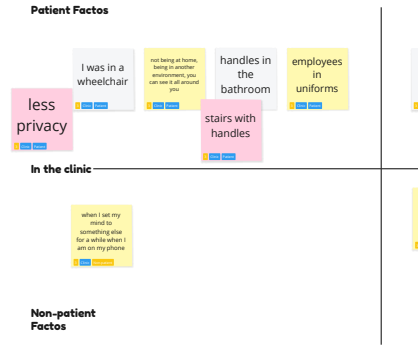 Patient Factos
I was in a
wheelchair
not being at home,
being in another
environment, you
can see it all around
you
handles in
the
bathroom
employees
in
uniforms
less
privacy
stairs with
handles
In the clinic
when I set my
mind to
something else
for a while when I
am on my phone
Non-patient
Factos